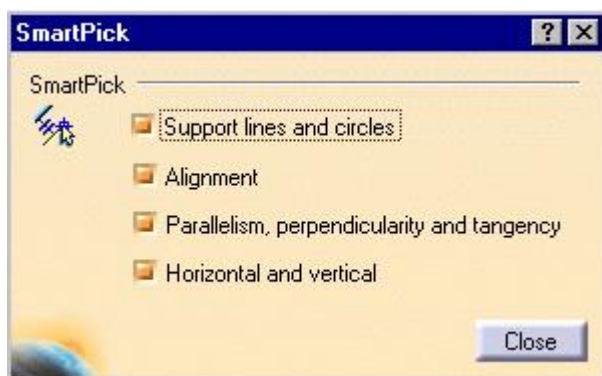 SmartPick
SmartPick
Support lines and circles
Alignment
Parallelism, perpendicularity and tangency
Horizontal and vertical
Close